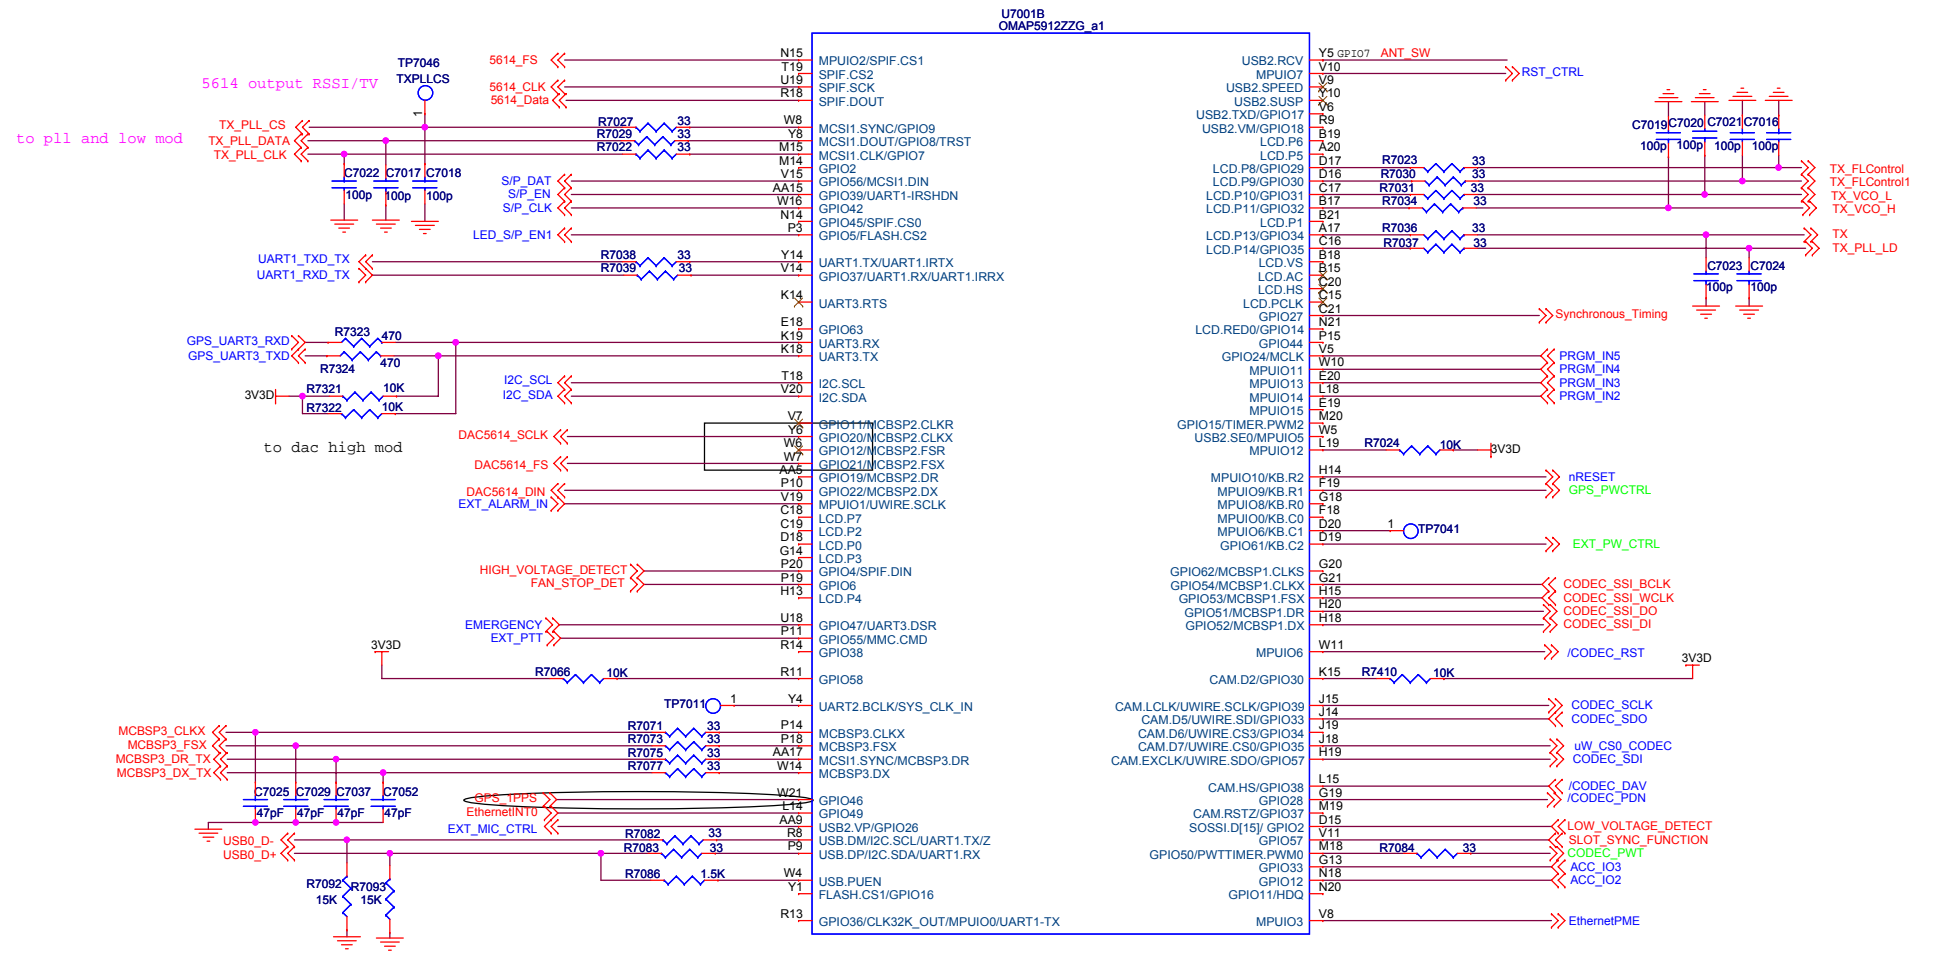 U7001B
OMAP5912ZZG_a1
5614 output RSSI/TV
TP7046
TXPLLCS
1
to pll and low mod
5614_FS N15 MPUIO2/SPIF.CS1
T19 SPIF.CS2
5614_CLK U19 SPIF.SCK
5614_Data R18 SPIF.DOUT
TX_PLL_CS R7027 33 W8 MCSI1.SYNC/GPIO9
TX_PLL_DATA R7029 33 Y8 MCSI1.DOUT/GPIO8/TRST
TX_PLL_CLK R7022 33 M15 MCSI1.CLK/GPIO7
M14 GPIO2
C7022 C7017 C7018
100p 100p 100p
S/P_DAT V15 GPIO56/MCSI1.DIN
S/P_EN AA15 GPIO39/UART1-IRSHDN
S/P_CLK W16 GPIO42
N14 GPIO45/SPIF.CS0
LED_S/P_EN1 P3 GPIO5/FLASH.CS2
UART1_TXD_TX R7038 33 Y14 UART1.TX/UART1.IRTX
UART1_RXD_TX R7039 33 V14 GPIO37/UART1.RX/UART1.IRRX
K14 UART3.RTS
E18 GPIO63
GPS_UART3_RXD R7323 470 K19 UART3.RX
GPS_UART3_TXD R7324 470 K18 UART3.TX
I2C_SCL T18 I2C.SCL
I2C_SDA V20 I2C.SDA
3V3D R7321 10K
R7322 10K
to dac high mod
V7 GPIO11/MCBSP2.CLKR
DAC5614_SCLK Y6 GPIO20/MCBSP2.CLKX
W6 GPIO12/MCBSP2.FSR
DAC5614_FS W7 GPIO21/MCBSP2.FSX
AA5 GPIO19/MCBSP2.DR
DAC5614_DIN P10 GPIO22/MCBSP2.DX
EXT_ALARM_IN V19 MPUIO1/UWIRE.SCLK
C18 LCD.P7
C19 LCD.P2
D18 LCD.P0
G14 LCD.P3
HIGH_VOLTAGE_DETECT P20 GPIO4/SPIF.DIN
FAN_STOP_DET P19 GPIO6
H13 LCD.P4
EMERGENCY U18 GPIO47/UART3.DSR
EXT_PTT P11 GPIO55/MMC.CMD
R14 GPIO38
3V3D R7066 10K R11 GPIO58
TP7011 1 Y4 UART2.BCLK/SYS_CLK_IN
MCBSP3_CLKX R7071 33 P14 MCBSP3.CLKX
MCBSP3_FSX R7073 33 P18 MCBSP3.FSX
MCBSP3_DR_TX R7075 33 AA17 MCSI1.SYNC/MCBSP3.DR
MCBSP3_DX_TX R7077 33 W14 MCBSP3.DX
C7025 C7029 C7037 C7052
47pF 47pF 47pF 47pF
GPS_1PPS W21 GPIO46
EthernetINT0 L14 GPIO49
EXT_MIC_CTRL AA9 USB2.VP/GPIO26
USB0_D- R7082 33 R8 USB.DM/I2C.SCL/UART1.TX/Z
USB0_D+ R7083 33 P9 USB.DP/I2C.SDA/UART1.RX
R7086 1.5K W4 USB.PUEN
Y1 FLASH.CS1/GPIO16
R7092 R7093
15K 15K
R13 GPIO36/CLK32K_OUT/MPUIO0/UART1-TX
USB2.RCV Y5 GPIO7 ANT_SW
MPUIO7 V10 RST_CTRL
USB2.SPEED V9
USB2.SUSP Y10
USB2.TXD/GPIO17 V6
USB2.VM/GPIO18 R9
LCD.P6 B19
LCD.P5 A20
C7019 C7020 C7021 C7016
100p 100p 100p 100p
LCD.P8/GPIO29 D17 R7023 33 TX_FLControl
LCD.P9/GPIO30 D16 R7030 33 TX_FLControl1
LCD.P10/GPIO31 C17 R7031 33 TX_VCO_L
LCD.P11/GPIO32 B17 R7034 33 TX_VCO_H
LCD.P1 B21
LCD.P13/GPIO34 A17 R7036 33 TX
LCD.P14/GPIO35 C16 R7037 33 TX_PLL_LD
LCD.VS B18
LCD.AC B15
LCD.HS C20
LCD.PCLK C15
C7023 C7024
100p 100p
GPIO27 C21 Synchronous_Timing
LCD.RED0/GPIO14 N21
GPIO44 P15
GPIO24/MCLK V5 PRGM_IN5
MPUIO11 W10 PRGM_IN4
MPUIO13 E20 PRGM_IN3
MPUIO14 L18 PRGM_IN2
MPUIO15 E19
GPIO15/TIMER.PWM2 M20
USB2.SE0/MPUIO5 W5
MPUIO12 L19 R7024 10K 3V3D
MPUIO10/KB.R2 H14 nRESET
MPUIO9/KB.R1 F19 GPS_PWCTRL
MPUIO8/KB.R0 G18
MPUIO0/KB.C0 F18
MPUIO6/KB.C1 D20 1 TP7041
GPIO61/KB.C2 D19 EXT_PW_CTRL
GPIO62/MCBSP1.CLKS G20
GPIO54/MCBSP1.CLKX G21 CODEC_SSI_BCLK
GPIO53/MCBSP1.FSX H15 CODEC_SSI_WCLK
GPIO51/MCBSP1.DR H20 CODEC_SSI_DO
GPIO52/MCBSP1.DX H18 CODEC_SSI_DI
MPUIO6 W11 /CODEC_RST
CAM.D2/GPIO30 K15 R7410 10K 3V3D
CAM.LCLK/UWIRE.SCLK/GPIO39 J15 CODEC_SCLK
CAM.D5/UWIRE.SDI/GPIO33 J14 CODEC_SDO
CAM.D6/UWIRE.CS3/GPIO34 J19
CAM.D7/UWIRE.CS0/GPIO35 J18 uW_CS0_CODEC
CAM.EXCLK/UWIRE.SDO/GPIO57 H19 CODEC_SDI
CAM.HS/GPIO38 L15 /CODEC_DAV
GPIO28 G19 /CODEC_PDN
CAM.RSTZ/GPIO37 M19
SOSSI.D[15]/ GPIO2 D15 LOW_VOLTAGE_DETECT
GPIO57 V11 SLOT_SYNC_FUNCTION
GPIO50/PWTTIMER.PWM0 M18 R7084 33 CODEC_PWT
GPIO33 G13 ACC_IO3
GPIO12 N18 ACC_IO2
GPIO11/HDQ N20
MPUIO3 V8 EthernetPME